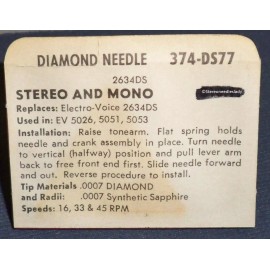 DIAMOND NEEDLE 374-DS77
2634DS
STEREO AND MONO
©Stereoneedleslady
Replaces: Electro-Voice 2634DS
Used in: EV 5026, 5051, 5053
Installation: Raise tonearm. Flat spring holds
needle and crank assembly in place. Turn needle
to vertical (halfway) position and pull lever arm
back to free front end first. Slide needle forward
and out. Reverse procedure to install.
Tip Materials .0007 DIAMOND
and Radii: .0007 Synthetic Sapphire
Speeds: 16, 33 & 45 RPM